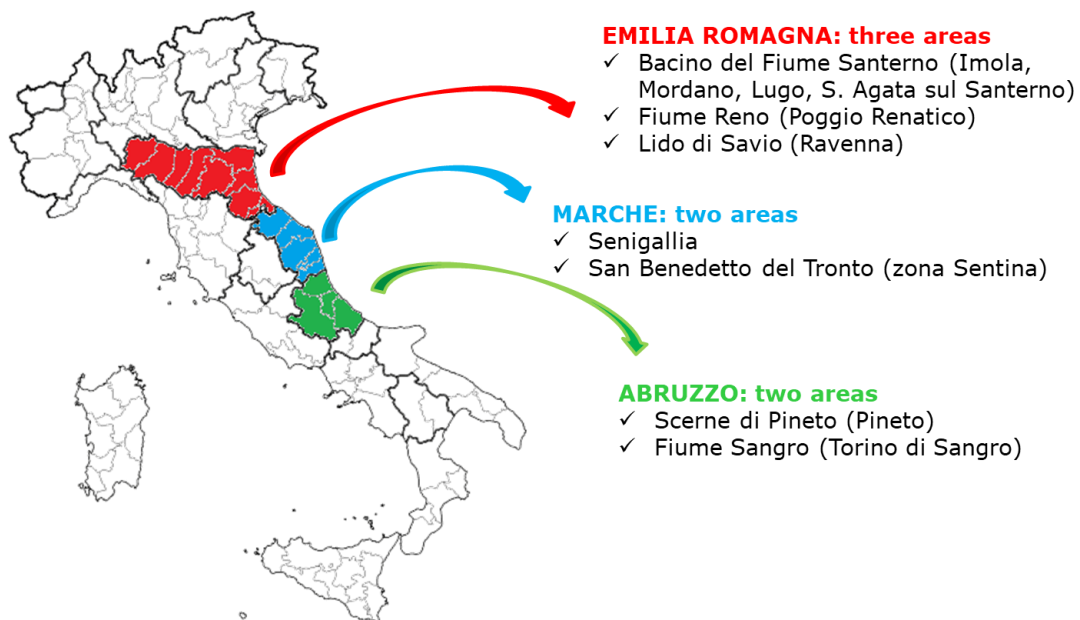 EMILIA ROMAGNA: three areas
✓ Bacino del Fiume Santerno (Imola,
Mordano, Lugo, S. Agata sul Santerno)
✓ Fiume Reno (Poggio Renatico)
✓ Lido di Savio (Ravenna)
MARCHE: two areas
✓ Senigallia
✓ San Benedetto del Tronto (zona Sentina)
ABRUZZO: two areas
✓ Scerne di Pineto (Pineto)
✓ Fiume Sangro (Torino di Sangro)